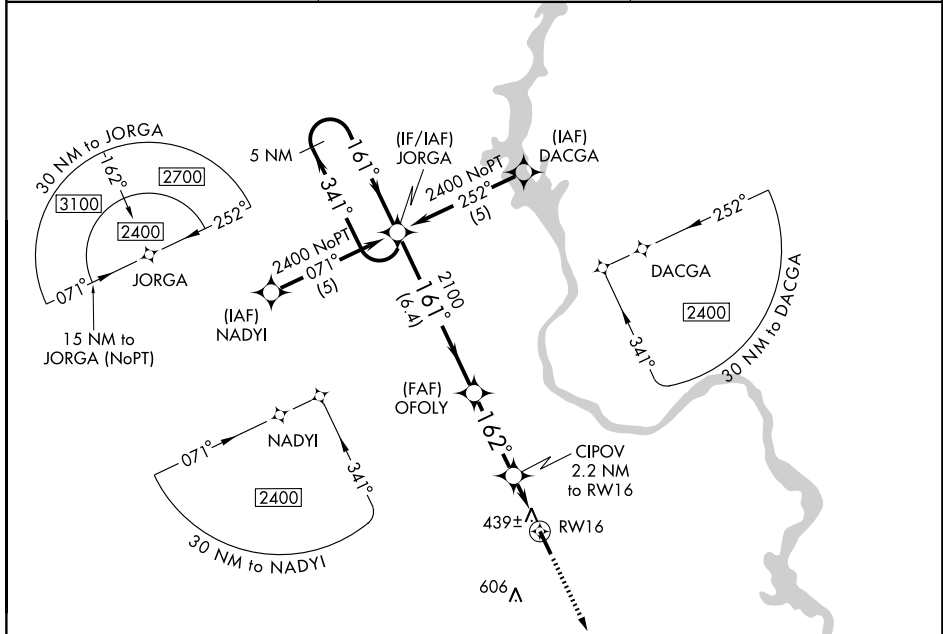 30 NM to JORGA
162°
2700
3100
2400
252°
071°
JORGA
15 NM to
JORGA (NoPT)
5 NM
161°
341°
(IF/IAF)
JORGA
(IAF)
DACGA
2400 NoPT
252°
(5)
2400 NoPT
071°
(5)
(IAF)
NADYI
2100
161°
(6.4)
252°
DACGA
2400
341°
30 NM to DACGA
(FAF)
OFOLY
162°
CIPOV
2.2 NM
to RW16
071°
NADYI
341°
2400
30 NM to NADYI
439±
RW16
606